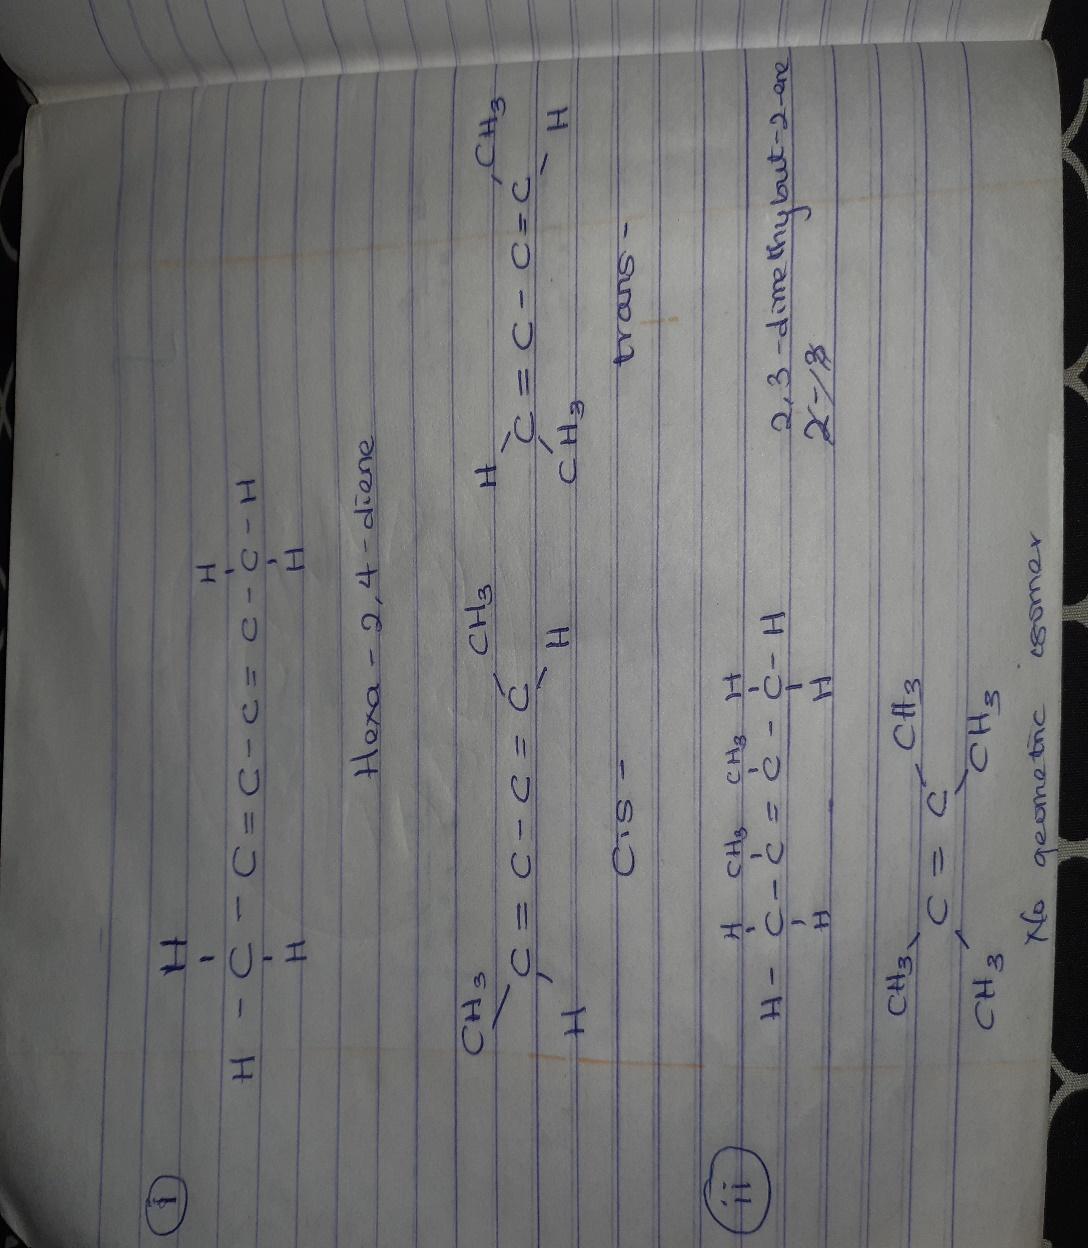 i
H H
H - C - C = C - C = C - C - H
H H
Hexa - 2,4 - diene
CH3 CH3
C = C - C = C
H H
Cis -
H CH3
C = C - C = C
CH3 H
trans -
ii
H CH3 CH3 H
H - C - C = C - C - H
H H
2,3 - dimethybut - 2 - ene
CH3 CH3
C = C
CH3 CH3
No geometric isomer